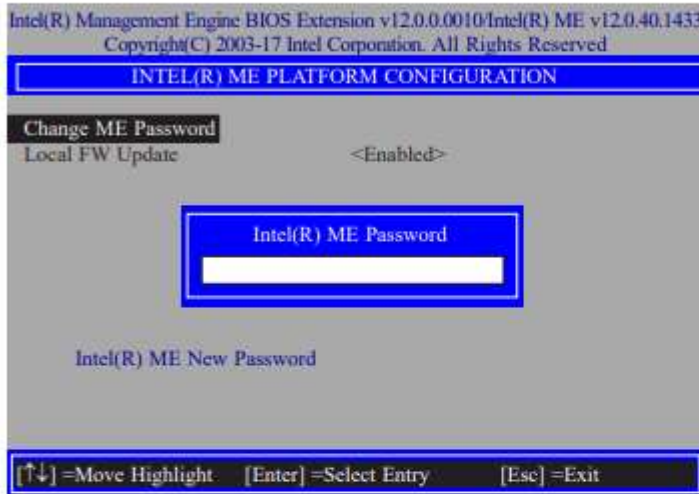 Intel(R) Management Engine BIOS Extension v12.0.0.0010/Intel(R) ME v12.0.40.1433
Copyright(C) 2003-17 Intel Corporation. All Rights Reserved
INTEL(R) ME PLATFORM CONFIGURATION
Change ME Password
Local FW Update <Enabled>
Intel(R) ME Password
Intel(R) ME New Password
[↑↓] =Move Highlight [Enter] =Select Entry [Esc] =Exit